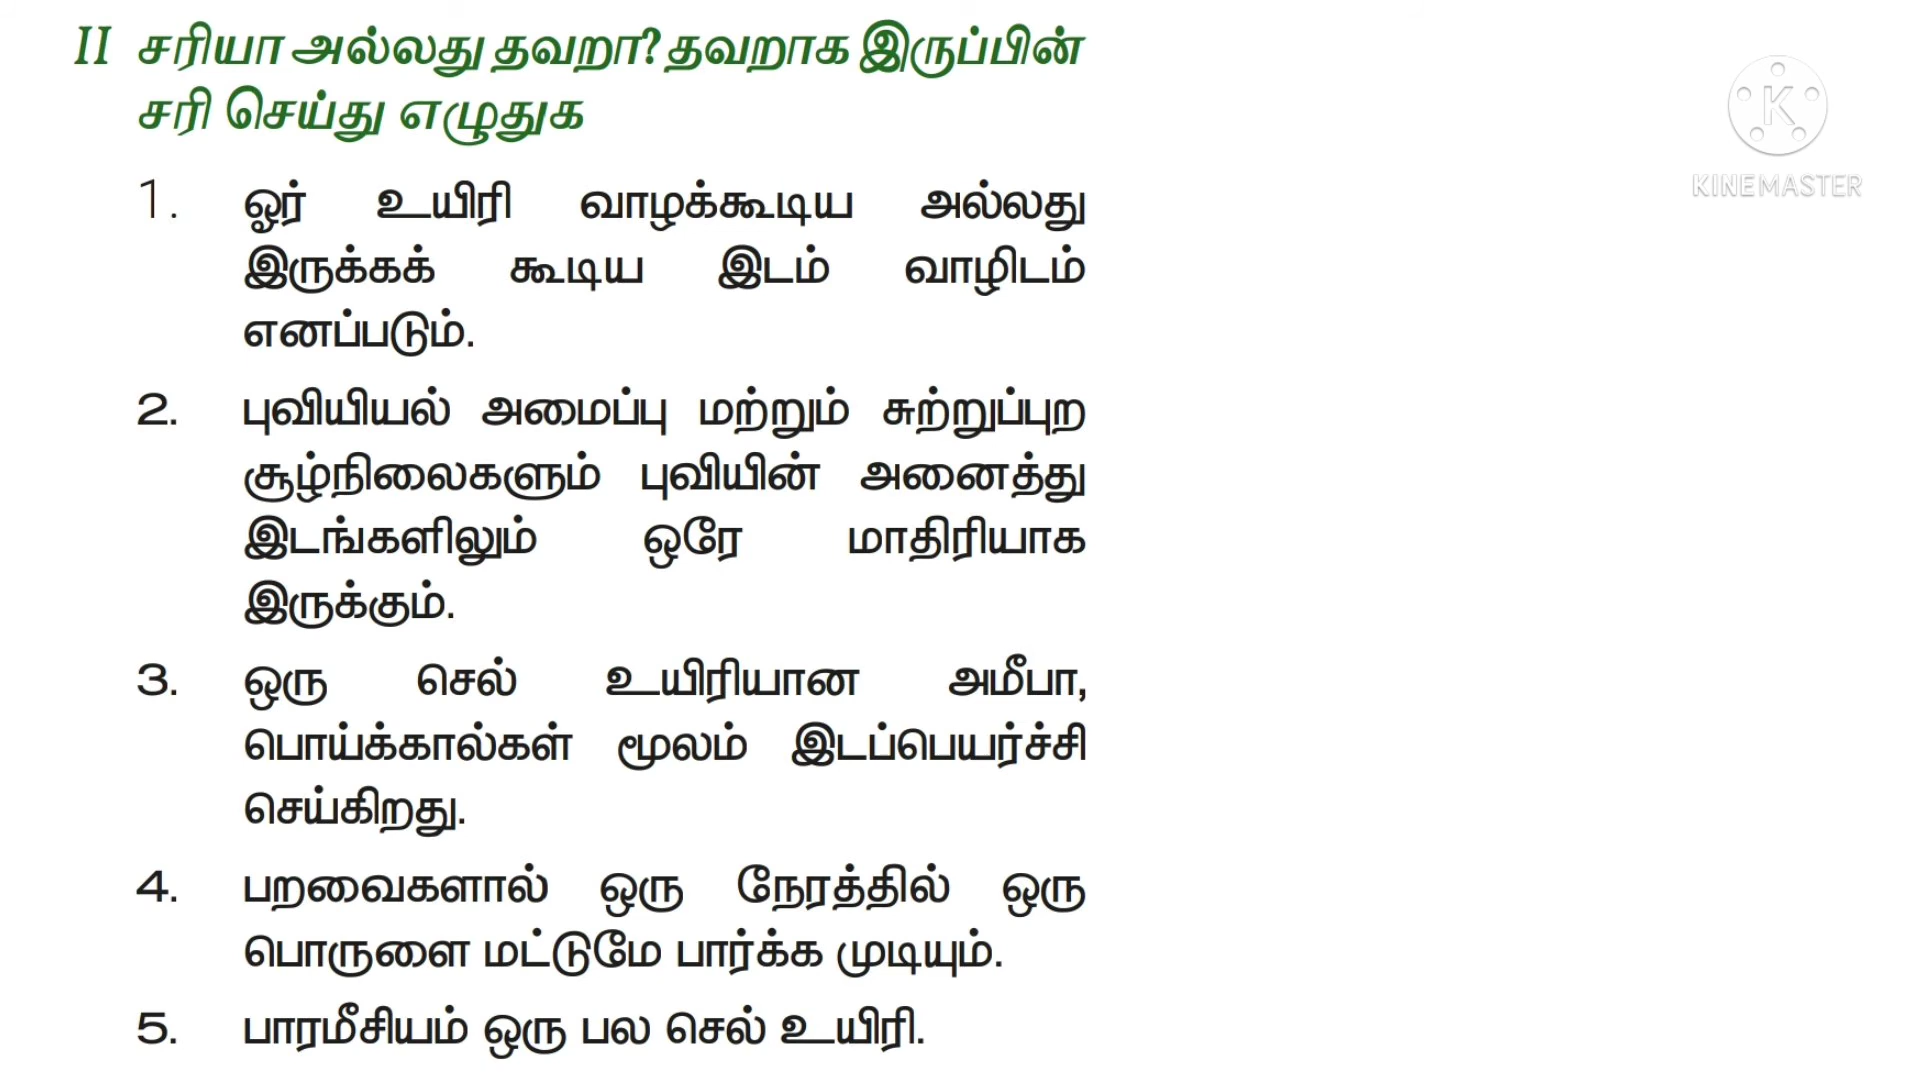 II சரியா அல்லது தவறா? தவறாக இருப்பின்
சரி செய்து எழுதுக
1. ஓர் உயிரி வாழக்கூடிய அல்லது
இருக்கக் கூடிய இடம் வாழிடம்
எனப்படும்.
2. புவியியல் அமைப்பு மற்றும் சுற்றுப்புற
சூழ்நிலைகளும் புவியின் அனைத்து
இடங்களிலும் ஒரே மாதிரியாக
இருக்கும்.
3. ஒரு செல் உயிரியான அமீபா,
பொய்க்கால்கள் மூலம் இடப்பெயர்ச்சி
செய்கிறது.
4. பறவைகளால் ஒரு நேரத்தில் ஒரு
பொருளை மட்டுமே பார்க்க முடியும்.
5. பாரமீசியம் ஒரு பல செல் உயிரி.
K
KINEMASTER